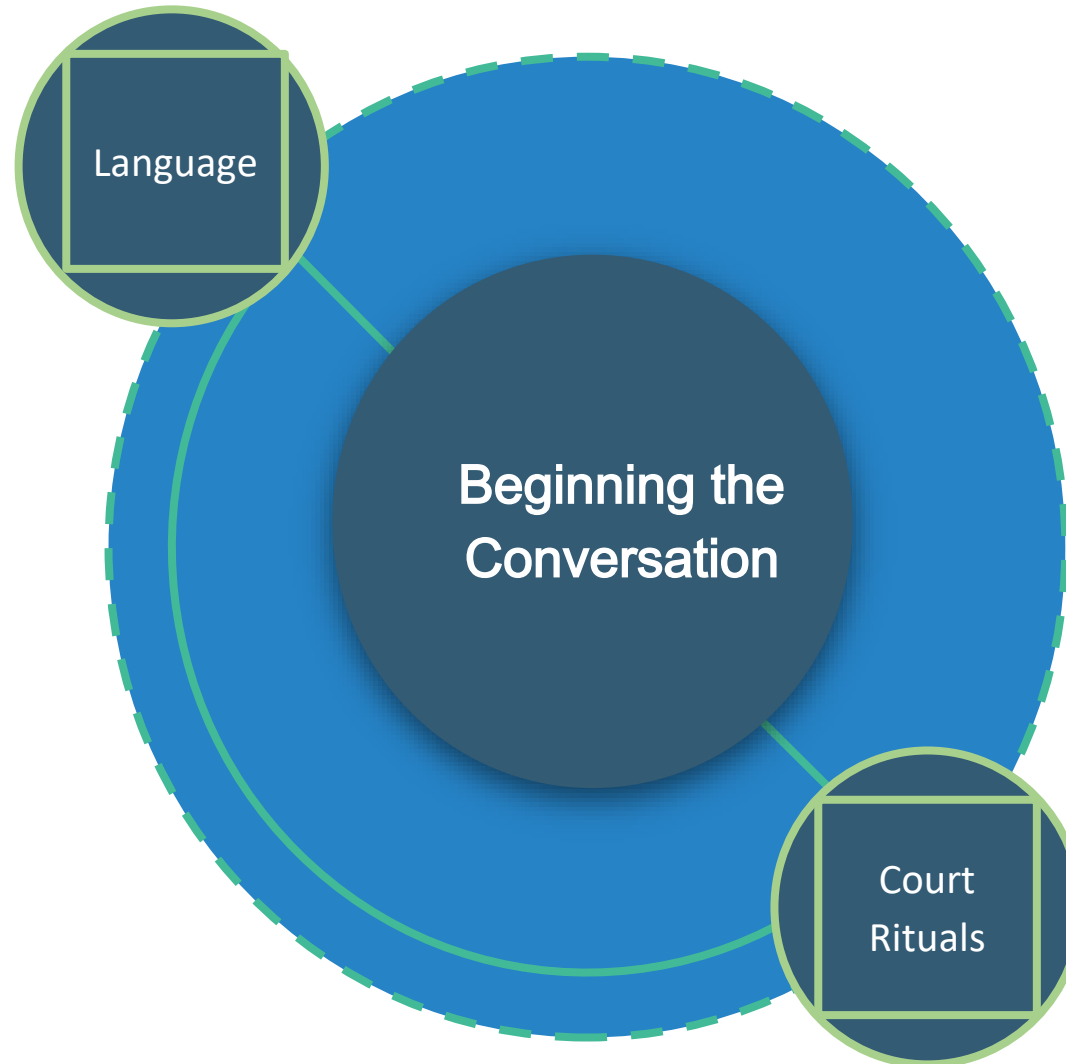 Language
Beginning the
Conversation
Court
Rituals